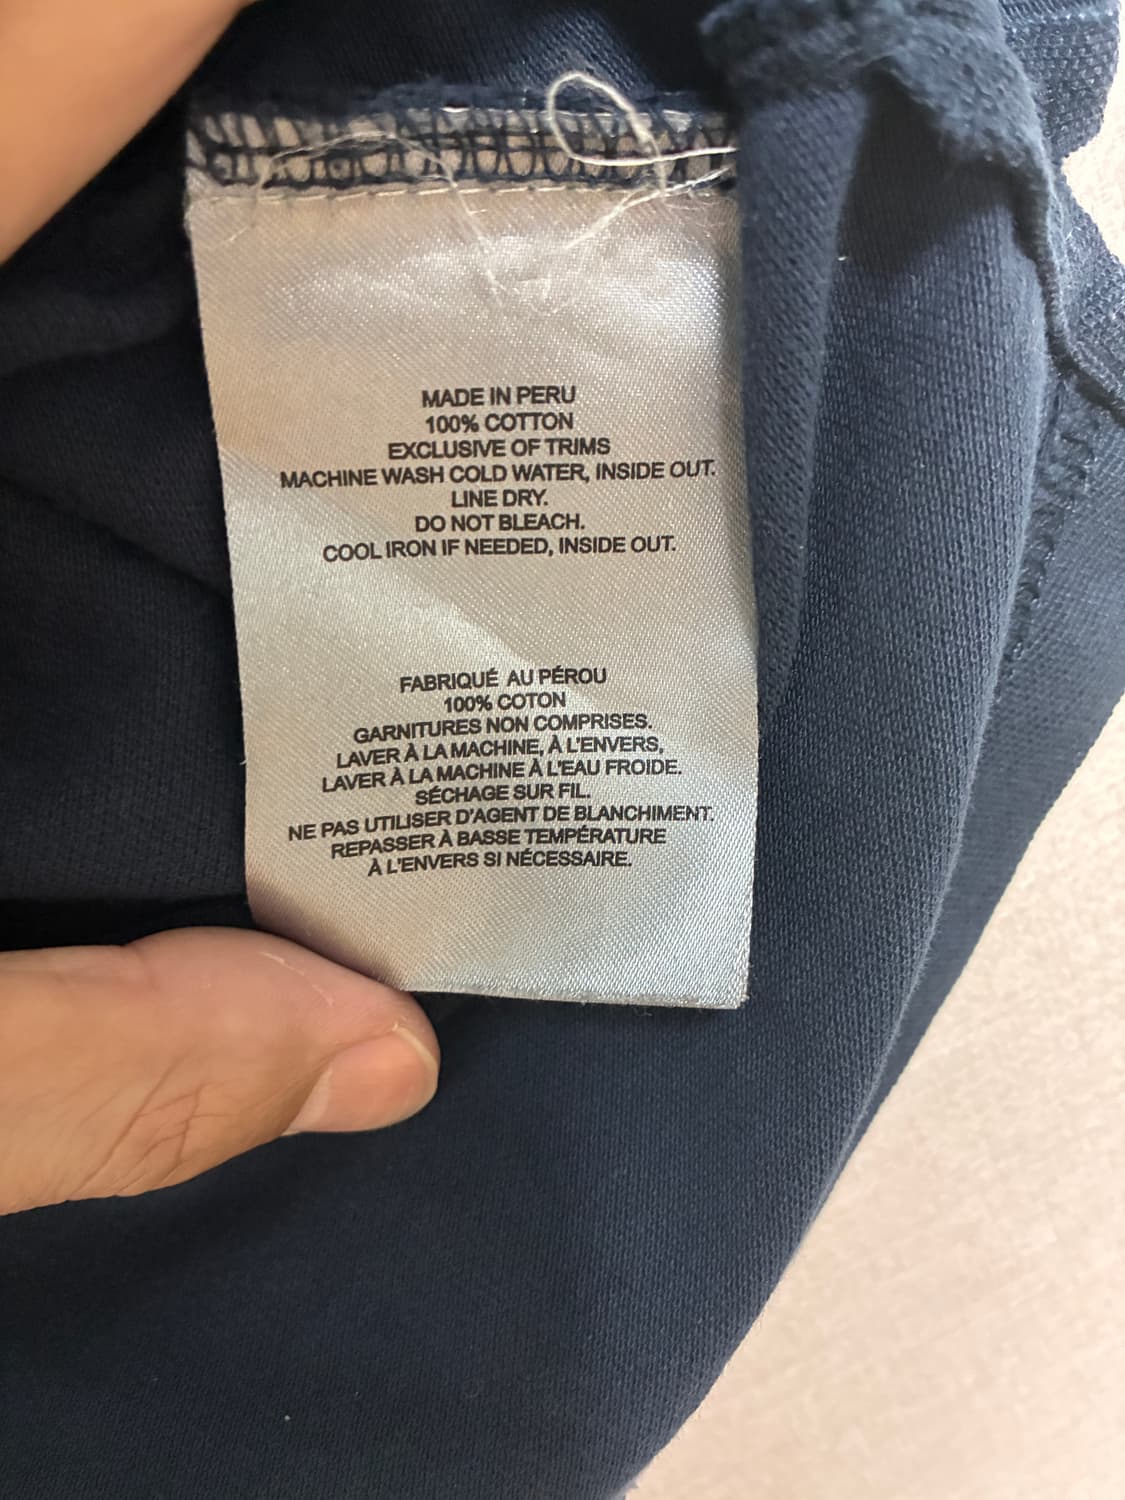 MADE IN PERU
100% COTTON
EXCLUSIVE OF TRIMS
MACHINE WASH COLD WATER, INSIDE OUT.
LINE DRY.
DO NOT BLEACH.
COOL IRON IF NEEDED, INSIDE OUT.
FABRIQUÉ AU PÉROU
100% COTON
GARNITURES NON COMPRISES.
LAVER À LA MACHINE, À L'ENVERS,
LAVER À LA MACHINE À L'EAU FROIDE.
SÉCHAGE SUR FIL.
NE PAS UTILISER D'AGENT DE BLANCHIMENT.
REPASSER À BASSE TEMPÉRATURE
À L'ENVERS SI NÉCESSAIRE.